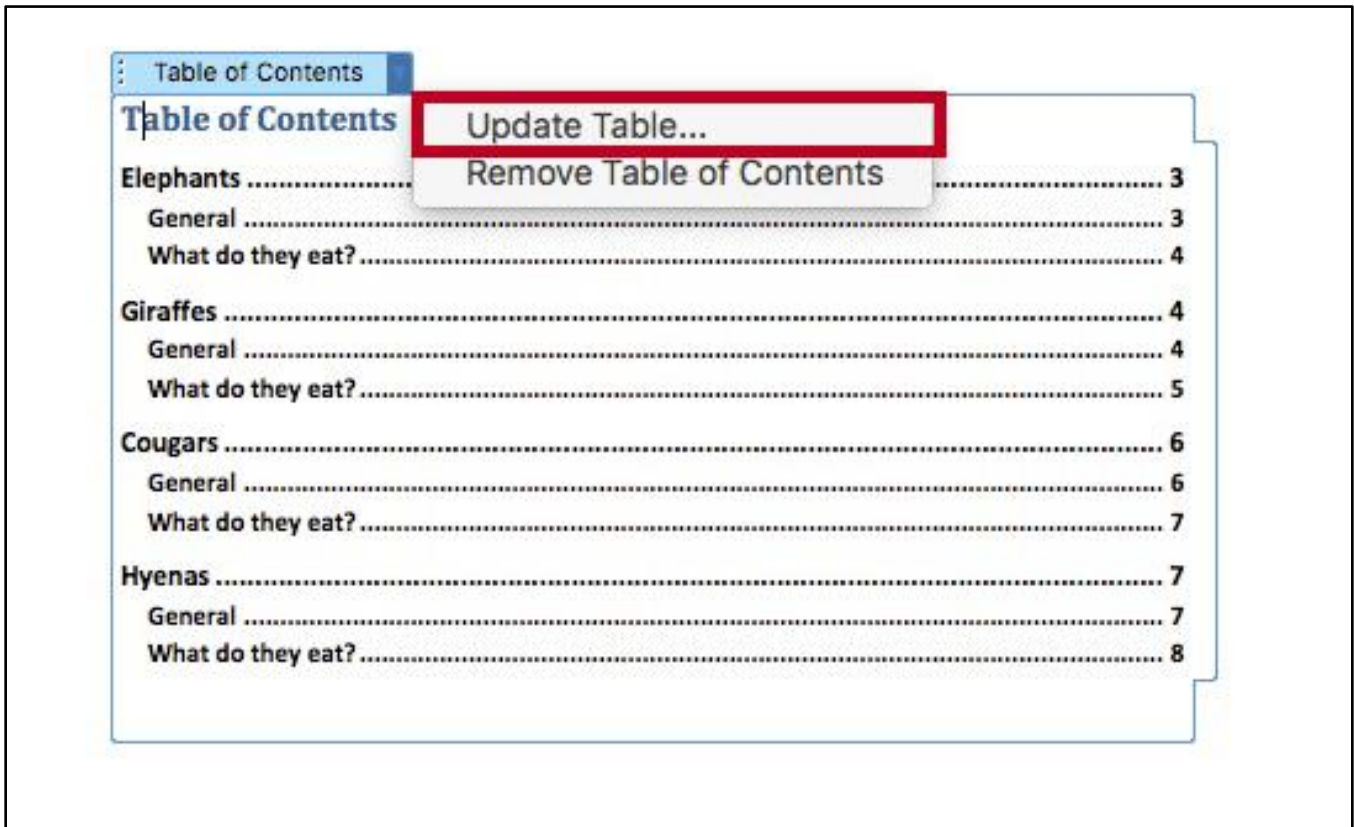 Table of Contents
Table of Contents
Update Table...
Remove Table of Contents
Elephants ........................ 3
General ........................ 3
What do they eat? ........................ 4
Giraffes ........................ 4
General ........................ 4
What do they eat? ........................ 5
Cougars ........................ 6
General ........................ 6
What do they eat? ........................ 7
Hyenas ........................ 7
General ........................ 7
What do they eat? ........................ 8